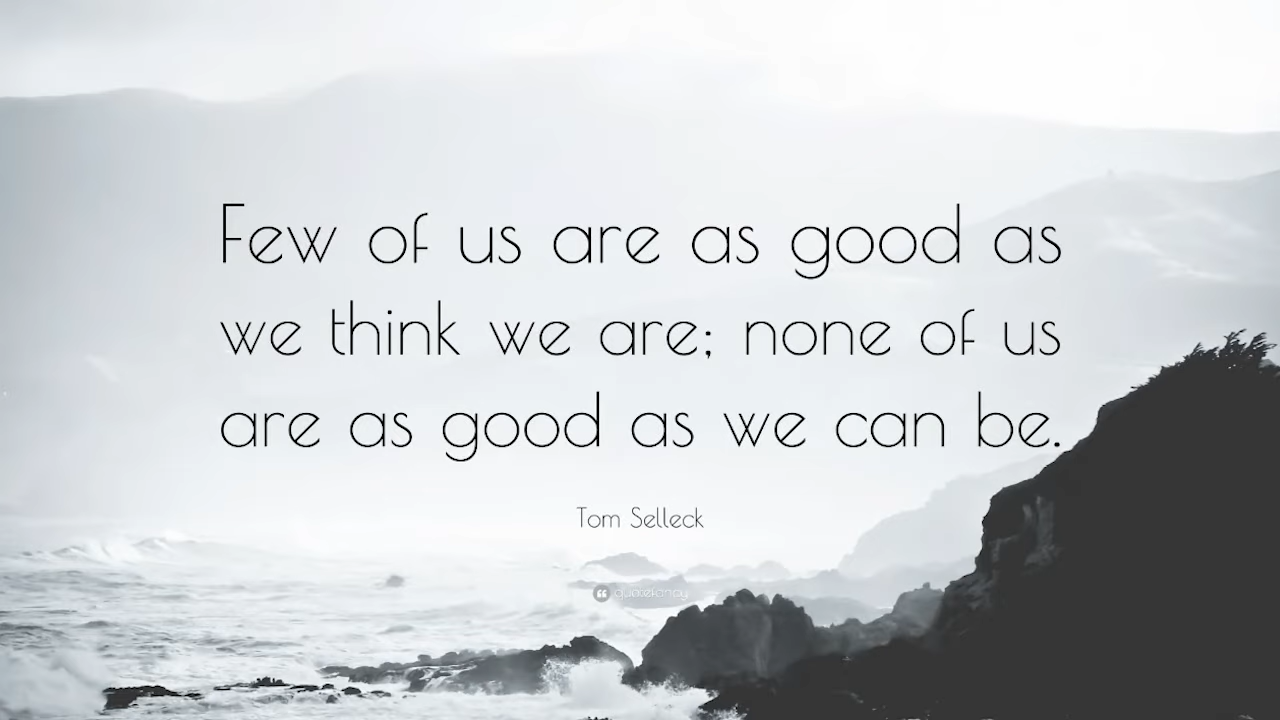 Few of us are as good as
we think we are; none of us
are as good as we can be.
Tom Selleck
quotefancy